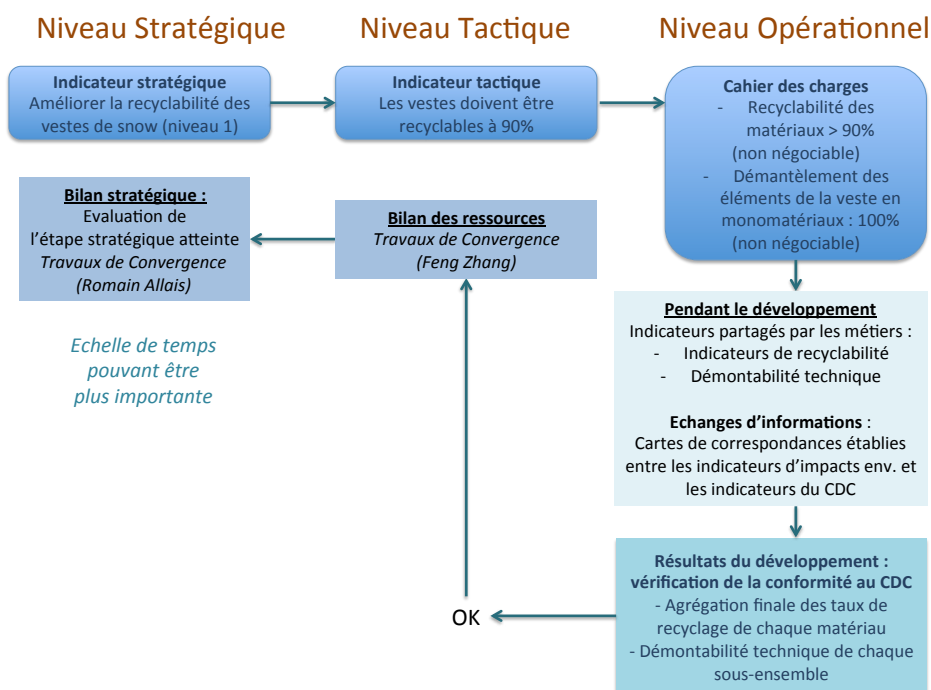 Niveau Stratégique
Niveau Tactique
Niveau Opérationnel
Indicateur stratégique
Améliorer la recyclabilité des
vestes de snow (niveau 1)
Indicateur tactique
Les vestes doivent être
recyclables à 90%
Cahier des charges
- Recyclabilité des
matériaux > 90%
(non négociable)
- Démantèlement des
éléments de la veste en
monomatériaux : 100%
(non négociable)
Bilan stratégique :
Evaluation de
l'étape stratégique atteinte
Travaux de Convergence
(Romain Allais)
Bilan des ressources
Travaux de Convergence
(Feng Zhang)
Echelle de temps
pouvant être
plus importante
Pendant le développement
Indicateurs partagés par les métiers :
- Indicateurs de recyclabilité
- Démontabilité technique
Echanges d'informations :
Cartes de correspondances établies
entre les indicateurs d'impacts env. et
les indicateurs du CDC
Résultats du développement :
vérification de la conformité au CDC
- Agrégation finale des taux de
recyclage de chaque matériau
- Démontabilité technique de chaque
sous-ensemble
OK